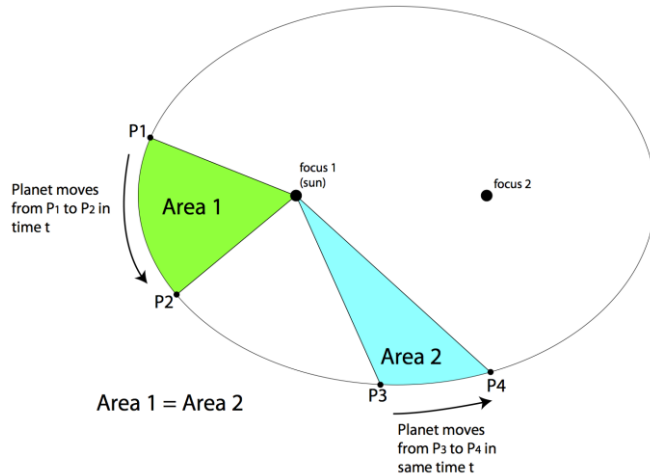 P1
focus 1
(sun)
focus 2
Planet moves
from P1 to P2 in
time t
Area 1
P2
Area 2
P3
P4
Area 1 = Area 2
Planet moves
from P3 to P4 in
same time t